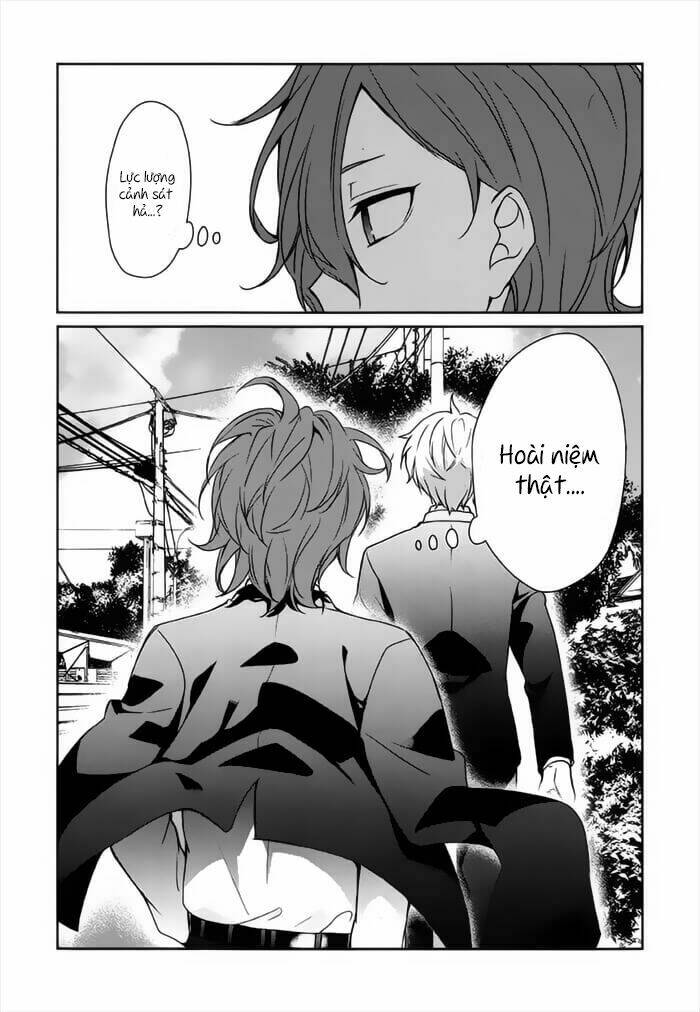 Lực lượng
cảnh sát
hả...?
Hoài niệm
thật....